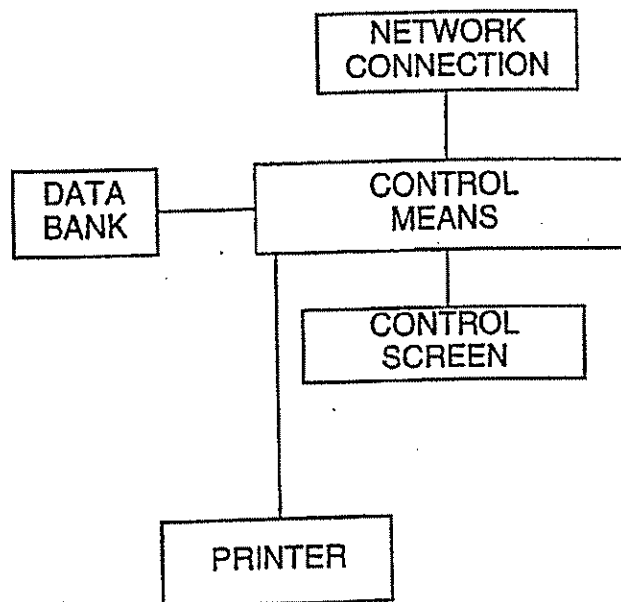 NETWORK
CONNECTION
DATA
BANK
CONTROL
MEANS
CONTROL
SCREEN
PRINTER